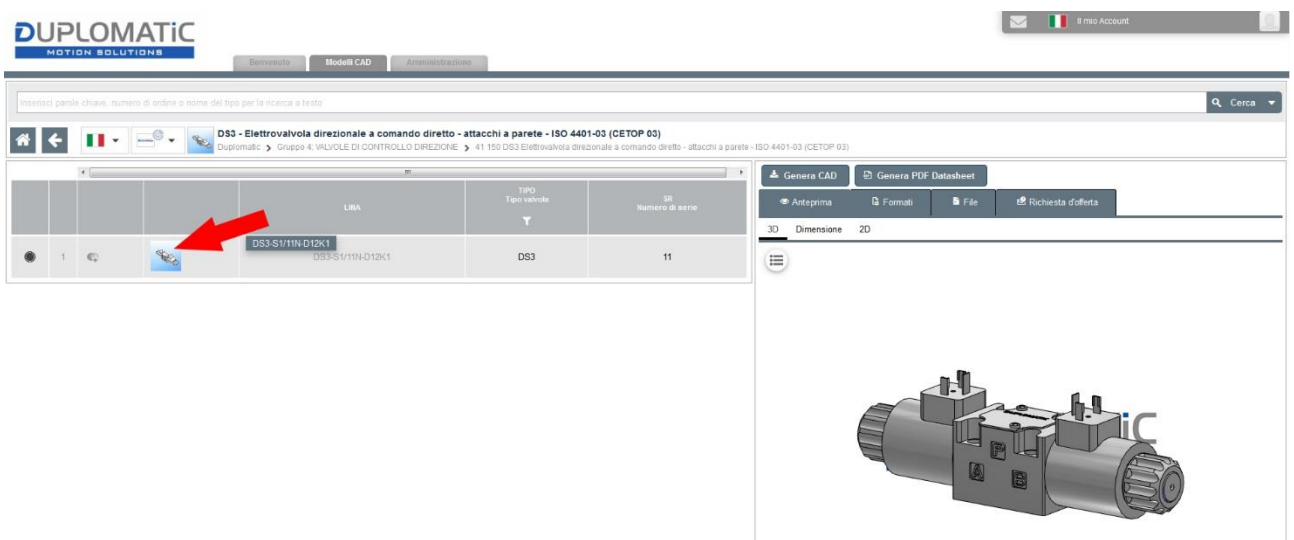 DUPLOMATiC
MOTION SOLUTIONS
Il mio Account
Benvenuto
Modelli CAD
Amministrazione
Inserisci parole chiave, numero di ordine o nome del tipo per la ricerca a testo
Cerca
DS3 - Elettrovalvola direzionale a comando diretto - attacchi a parete - ISO 4401-03 (CETOP 03)
Duplomatic > Gruppo 4: VALVOLE DI CONTROLLO DIREZIONE > 41 150 DS3 Elettrovalvola direzionale a comando diretto - attacchi a parete - ISO 4401-03 (CETOP 03)
Genera CAD
Genera PDF Datasheet
LINA
TIPO
Tipo valvola
SR
Numero di serie
Anteprima
Formati
File
Richiesta d'offerta
3D
Dimensione
2D
DS3-S1/11N-D12K1
1
DS3-S1/11N-D12K1
DS3
11
iC
P
A
B